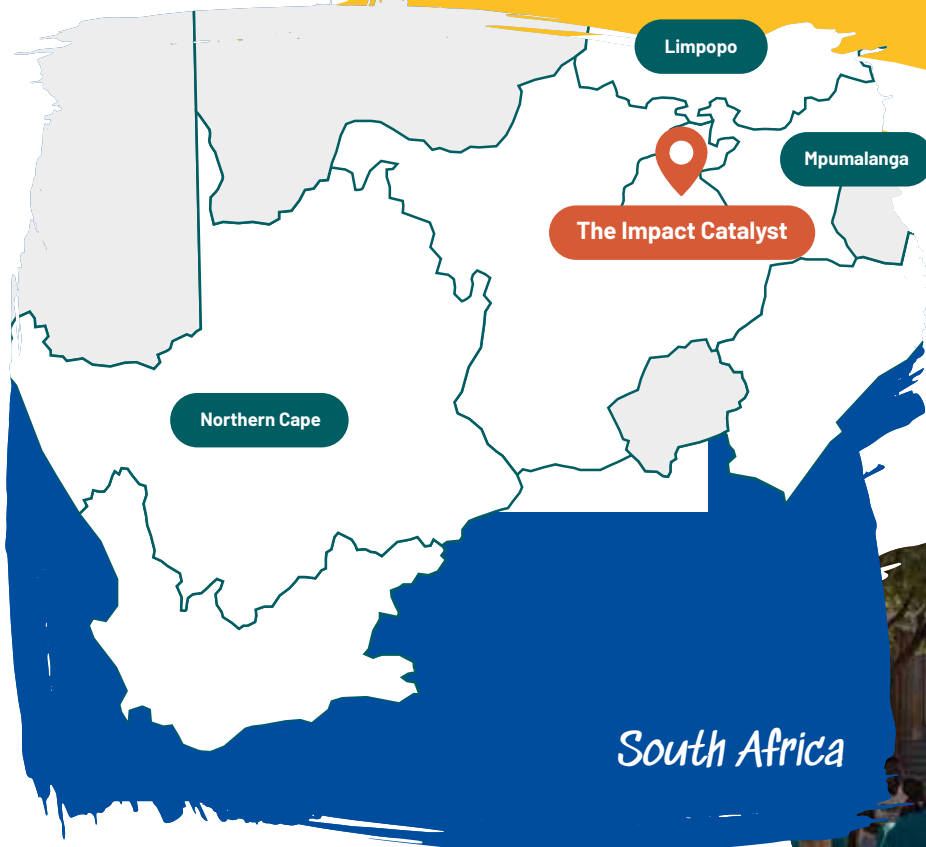 Limpopo
Mpumalanga
The Impact Catalyst
Northern Cape
South Africa